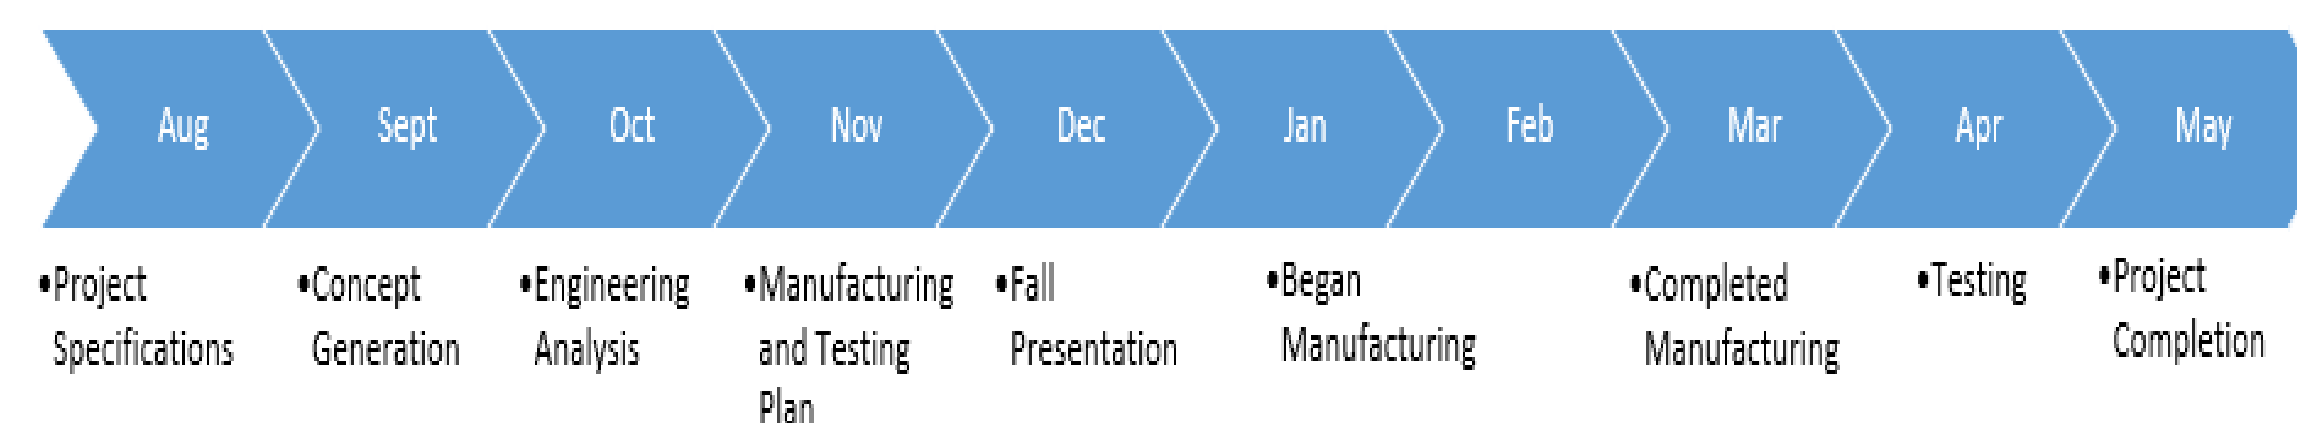 Aug Sept Oct Nov Dec Jan Feb Mar Apr May
•Project
Specifications
•Concept
Generation
•Engineering
Analysis
•Manufacturing
and Testing
Plan
•Fall
Presentation
•Began
Manufacturing
•Completed
Manufacturing
•Testing
•Project
Completion